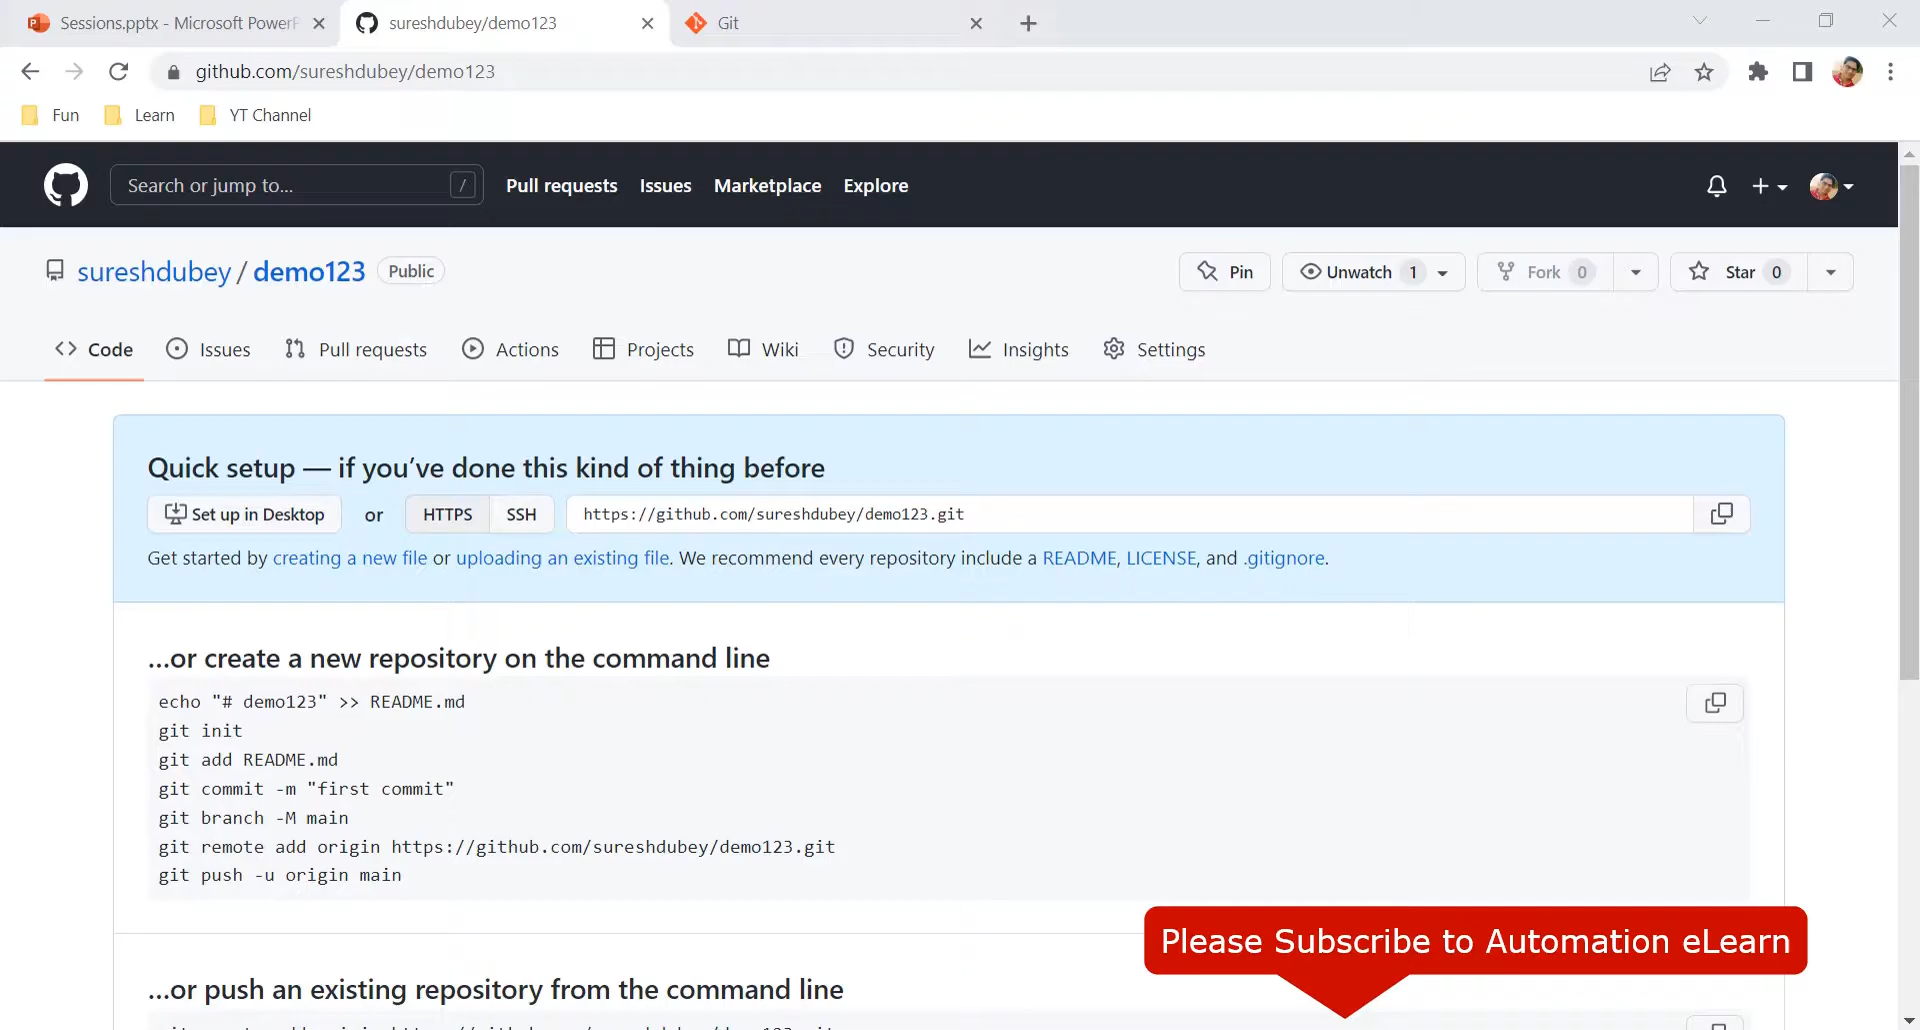 Sessions.pptx - Microsoft PowerP
sureshdubey/demo123
Git
github.com/sureshdubey/demo123
Fun
Learn
YT Channel
Search or jump to...
/
Pull requests
Issues
Marketplace
Explore
sureshdubey / demo123
Public
Pin
Unwatch 1
Fork 0
Star 0
Code
Issues
Pull requests
Actions
Projects
Wiki
Security
Insights
Settings
Quick setup — if you’ve done this kind of thing before
Set up in Desktop
or
HTTPS
SSH
https://github.com/sureshdubey/demo123.git
Get started by creating a new file or uploading an existing file. We recommend every repository include a README, LICENSE, and .gitignore.
…or create a new repository on the command line
echo "# demo123" >> README.md
git init
git add README.md
git commit -m "first commit"
git branch -M main
git remote add origin https://github.com/sureshdubey/demo123.git
git push -u origin main
Please Subscribe to Automation eLearn
…or push an existing repository from the command line